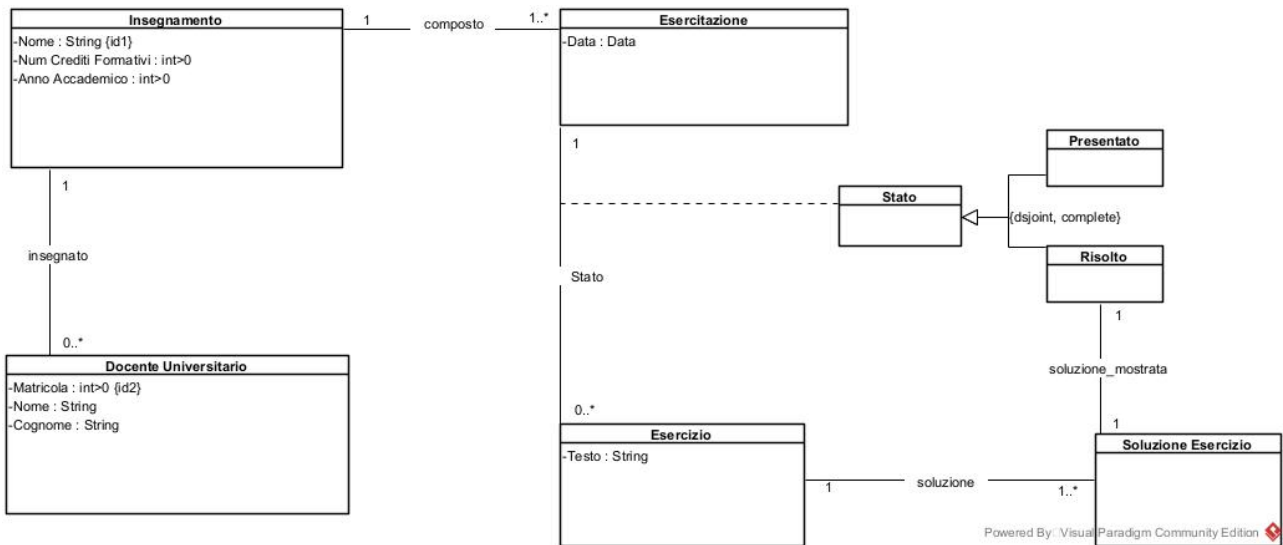 Insegnamento
-Nome : String {id1}
-Num Crediti Formativi : int>0
-Anno Accademico : int>0
1
composto
1..*
Esercitazione
-Data : Data
1
insegnato
0..*
Docente Universitario
-Matricola : int>0 {id2}
-Nome : String
-Cognome : String
1
Stato
0..*
Stato
{dsjoint, complete}
Presentato
Risolto
1
soluzione_mostrata
1
Esercizio
-Testo : String
1
soluzione
1..*
Soluzione Esercizio
Powered By Visual Paradigm Community Edition